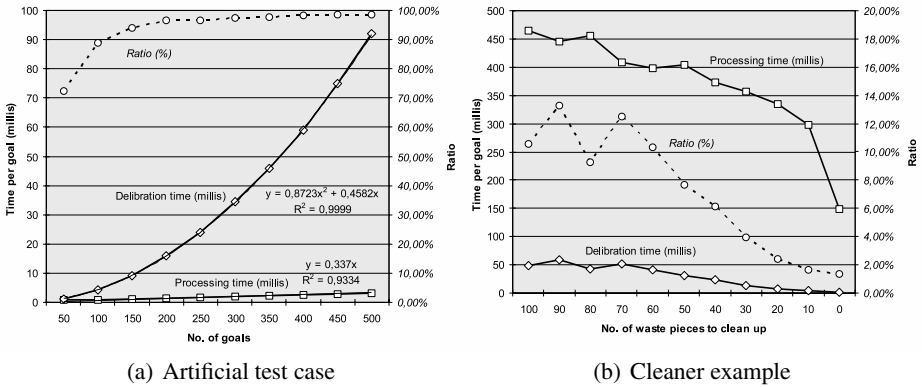 100
90
80
70
60
50
40
30
20
10
0
Time per goal (millis)
100,00%
90,00%
80,00%
70,00%
60,00%
50,00%
40,00%
30,00%
20,00%
10,00%
0,00%
Ratio
Ratio (%)
Delibration time (millis)
y = 0,8723x² + 0,4582x
R² = 0,9999
y = 0,337x
R² = 0,9334
Processing time (millis)
50 100 150 200 250 300 350 400 450 500
No. of goals
(a) Artificial test case
500
450
400
350
300
250
200
150
100
50
0
Time per goal (millis)
20,00%
18,00%
16,00%
14,00%
12,00%
10,00%
8,00%
6,00%
4,00%
2,00%
0,00%
Ratio
Processing time (millis)
Ratio (%)
Delibration time (millis)
100 90 80 70 60 50 40 30 20 10 0
No. of waste pieces to clean up
(b) Cleaner example